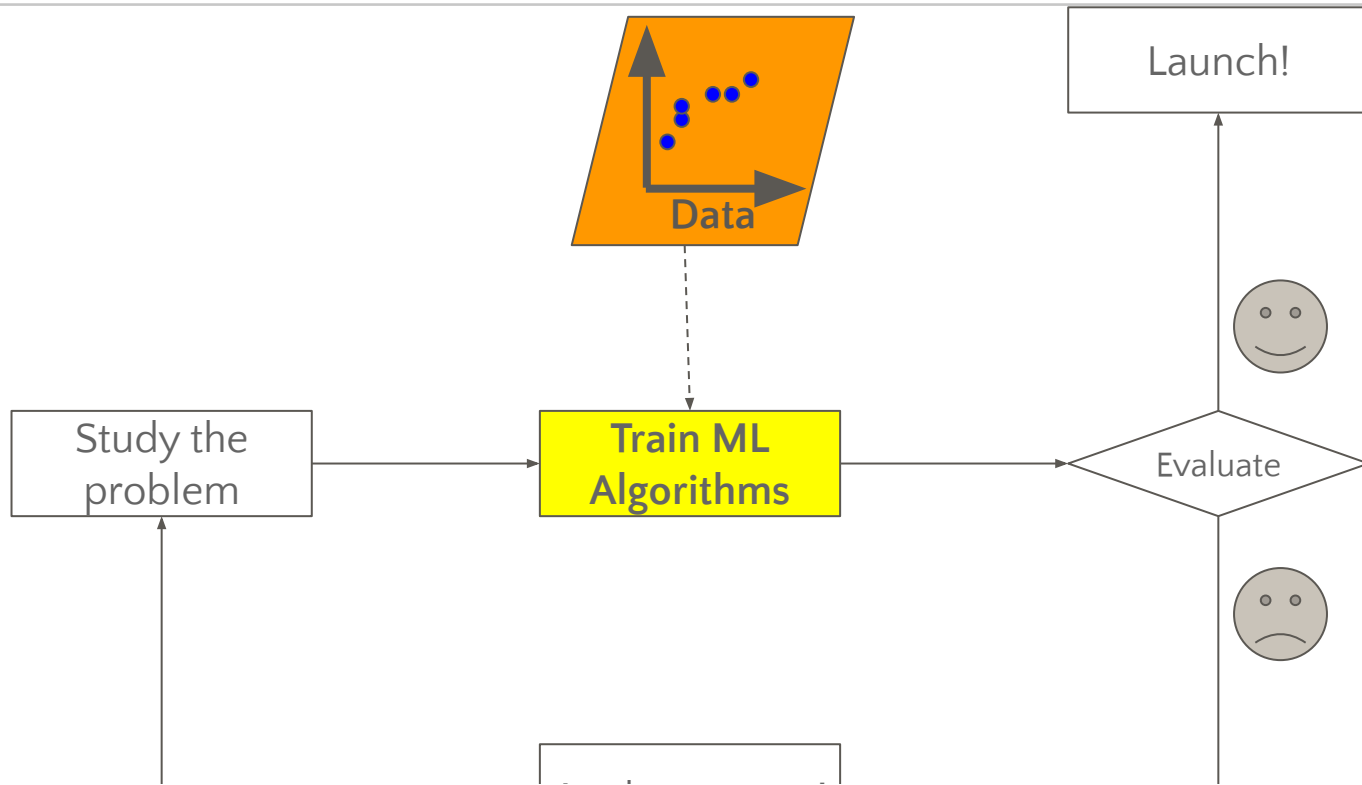 Launch!
Data
Study the
problem
Train ML
Algorithms
Evaluate